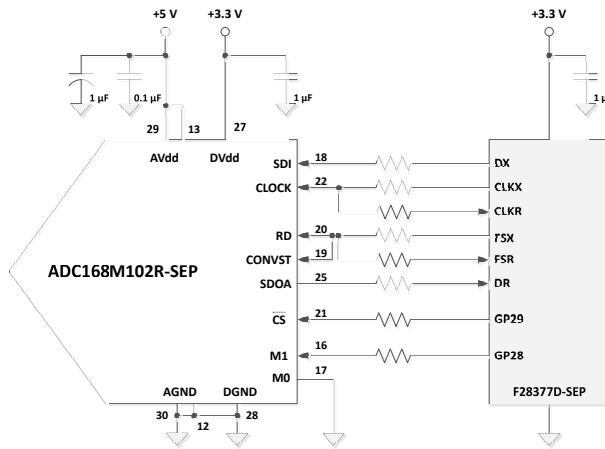 +5 V
+3.3 V
+3.3 V
1 µF
0.1 µF
1 µF
1 µ
29
13
27
AVdd
DVdd
SDI
18
DX
CLOCK
22
CLKX
CLKR
RD
20
FSX
CONVST
19
FSR
ADC168M102R-SEP
SDOA
25
DR
CS
21
GP29
M1
16
GP28
M0
17
AGND
DGND
F28377D-SEP
30
12
28